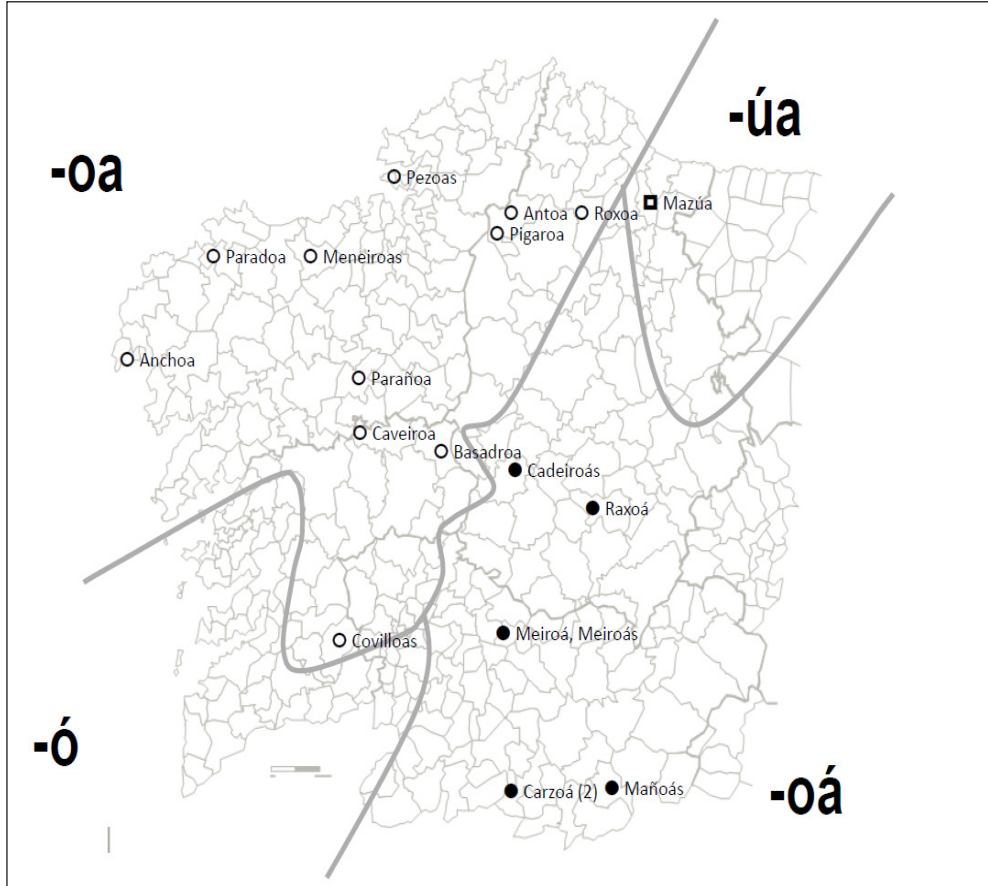 -úa
-oa
Pezoas
Mazúa
Antoa
Roxoa
Pigaroa
Paradoa
Meneiroas
Anchoa
Parañoa
Caveiroa
Basadroa
Cadeiroás
Raxoá
Meiroá, Meiroás
Covilloas
-ó
Carzoá (2)
Mañoás
-oá